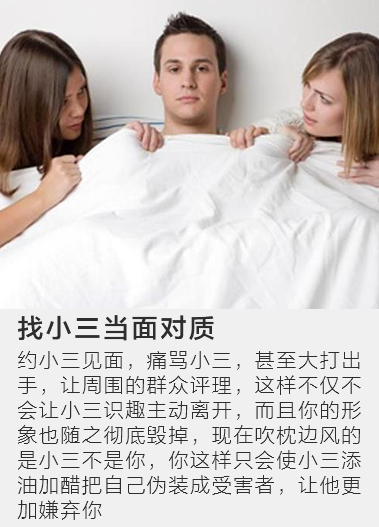 找小三当面对质
约小三见面，痛骂小三，甚至大打出
手，让周围的群众评理，这样不仅不
会让小三识趣主动离开，而且你的形
象也随之彻底毁掉，现在吹枕边风的
是小三不是你，你这样只会使小三添
油加醋把自己伪装成受害者，让他更
加嫌弃你